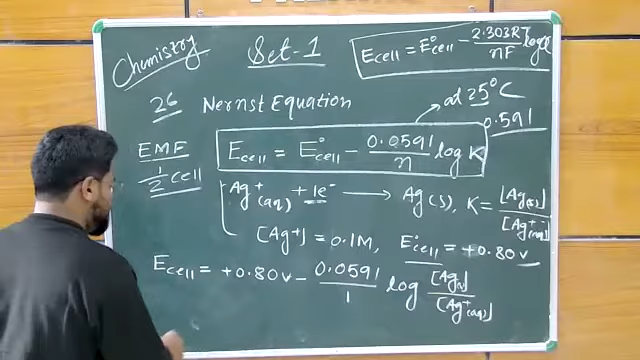 Chemistry
Set-1
Ecell = E°cell - 2.303RT/nF log
26 Nernst Equation
at 25°C
0.591
EMF
1/2 cell
Ecell = E°cell - 0.0591/n log K
Ag+(aq) + 1e- → Ag(s), K = [Ag(s)]/[Ag+(aq)]
[Ag+] = 0.1M, E°cell = +0.80v
Ecell = +0.80v - 0.0591/1 log [Ag(s)]/[Ag+(aq)]